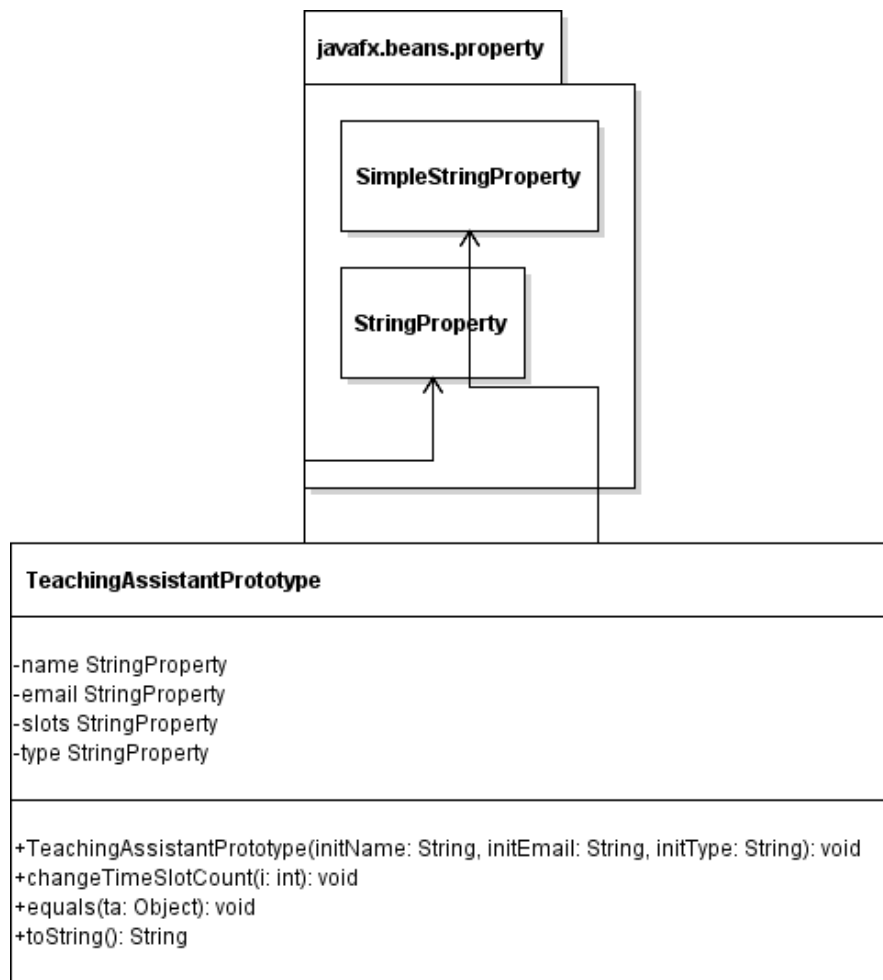 javafx.beans.property
SimpleStringProperty
StringProperty
TeachingAssistantPrototype
-name StringProperty
-email StringProperty
-slots StringProperty
-type StringProperty
+TeachingAssistantPrototype(initName: String, initEmail: String, initType: String): void
+changeTimeSlotCount(i: int): void
+equals(ta: Object): void
+toString(): String